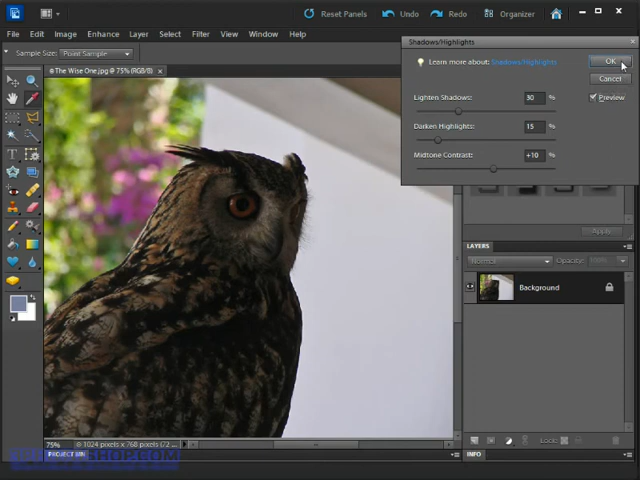 Reset Panels Undo Redo Organizer
File Edit Image Enhance Layer Select Filter View Window Help
Sample Size: Point Sample
The Wise One.jpg @ 75% (RGB/8)
Shadows/Highlights
Learn more about: Shadows/Highlights
OK
Cancel
Preview
Lighten Shadows: 30 %
Darken Highlights: 15 %
Midtone Contrast: +10 %
Apply
LAYERS
Normal Opacity: 100%
Background
75% 1024 pixels x 768 pixels (72 ppi)
Lock:
PROJECT BIN
INFO